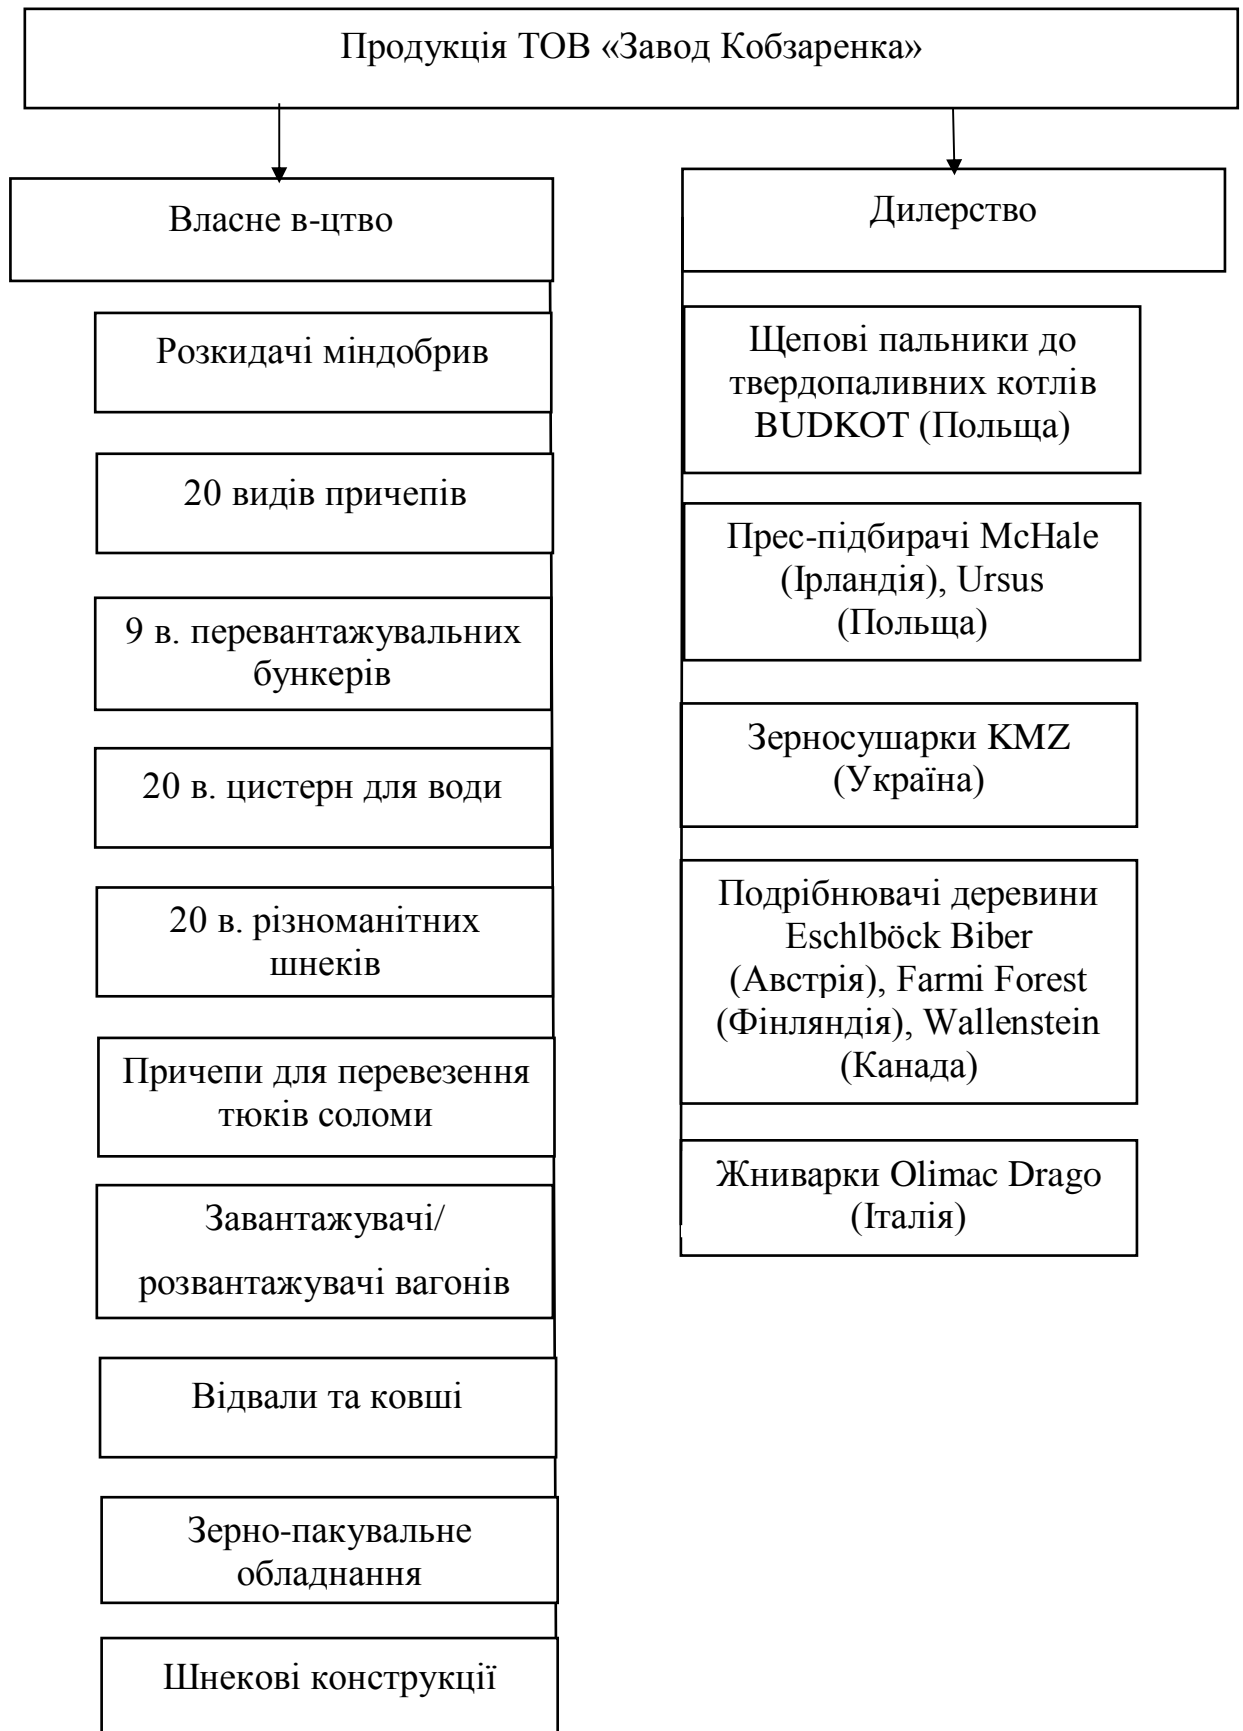 Продукція ТОВ «Завод Кобзаренка»
Власне в-цтво
Розкидачі міндобрив
20 видів причепів
9 в. перевантажувальних
бункерів
20 в. цистерн для води
20 в. різноманітних
шнеків
Причепи для перевезення
тюків соломи
Завантажувачі/
розвантажувачі вагонів
Відвали та ковші
Зерно-пакувальне
обладнання
Шнекові конструкції
Дилерство
Щепові пальники до
твердопаливних котлів
BUDKOT (Польща)
Прес-підбирачі McHale
(Ірландія), Ursus
(Польща)
Зерносушарки KMZ
(Україна)
Подрібнювачі деревини
Eschlböck Biber
(Австрія), Farmi Forest
(Фінляндія), Wallenstein
(Канада)
Жниварки Olimac Drago
(Італія)